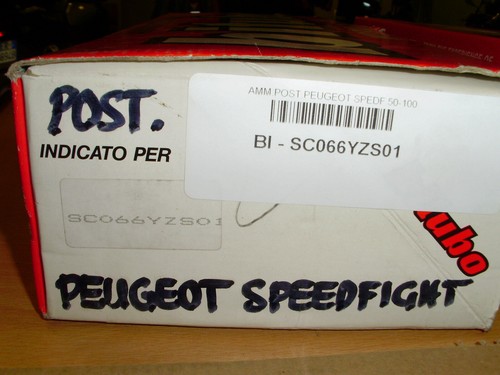 POST.
AMM.POST.PEUGEOT SPEDF 50-100
BI - SC066YZS01
INDICATO PER
SC066YZS01
ubo
PEUGEOT SPEEDFIGHT